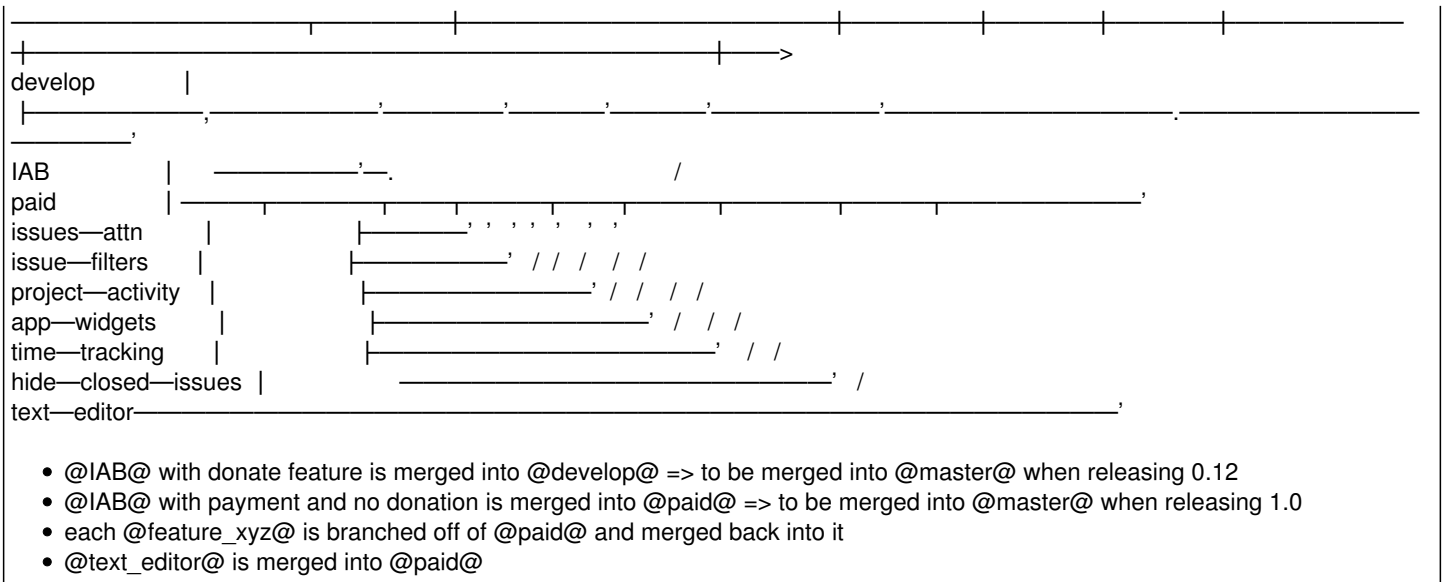 ————————————————┬————————┼————————————————————┼————————┼——————┼——————┼——————————
┼————————————————————————————————————————┼———>
develop |
├——————————,——————————’———————’—————’—————’—————————’————————————————.—————————————
———————’
IAB | ————————’—. /
paid | —————┬——————┬————┬—————┬————┬—————┬——————┬—————┬———————————’
issues—attn | ├——————’ ’ ’ ’ ’ ’ ’
issue—filters | ├—————————’ / / / / /
project—activity | ├—————————————’ / / / /
app—widgets | ├————————————————’ / / /
time—tracking | ├————————————————————’ / /
hide—closed—issues | ————————————————————————’ /
text—editor————————————————————————————————————————————————————————’
• @IAB@ with donate feature is merged into @develop@ => to be merged into @master@ when releasing 0.12
• @IAB@ with payment and no donation is merged into @paid@ => to be merged into @master@ when releasing 1.0
• each @feature_xyz@ is branched off of @paid@ and merged back into it
• @text_editor@ is merged into @paid@